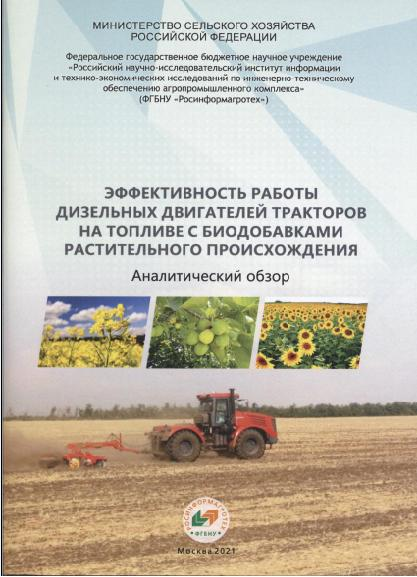 МИНИСТЕРСТВО СЕЛЬСКОГО ХОЗЯЙСТВА
РОССИЙСКОЙ ФЕДЕРАЦИИ
Федеральное государственное бюджетное научное учреждение
«Российский научно-исследовательский институт информации
и технико-экономических исследований по инженерно-техническому
обеспечению агропромышленного комплекса»
(ФГБНУ «Росинформагротех»)
ЭФФЕКТИВНОСТЬ РАБОТЫ
ДИЗЕЛЬНЫХ ДВИГАТЕЛЕЙ ТРАКТОРОВ
НА ТОПЛИВЕ С БИОДОБАВКАМИ
РАСТИТЕЛЬНОГО ПРОИСХОЖДЕНИЯ
Аналитический обзор
РОСИНФОРМАГРОТЕХ
ФГБНУ
Москва 2021